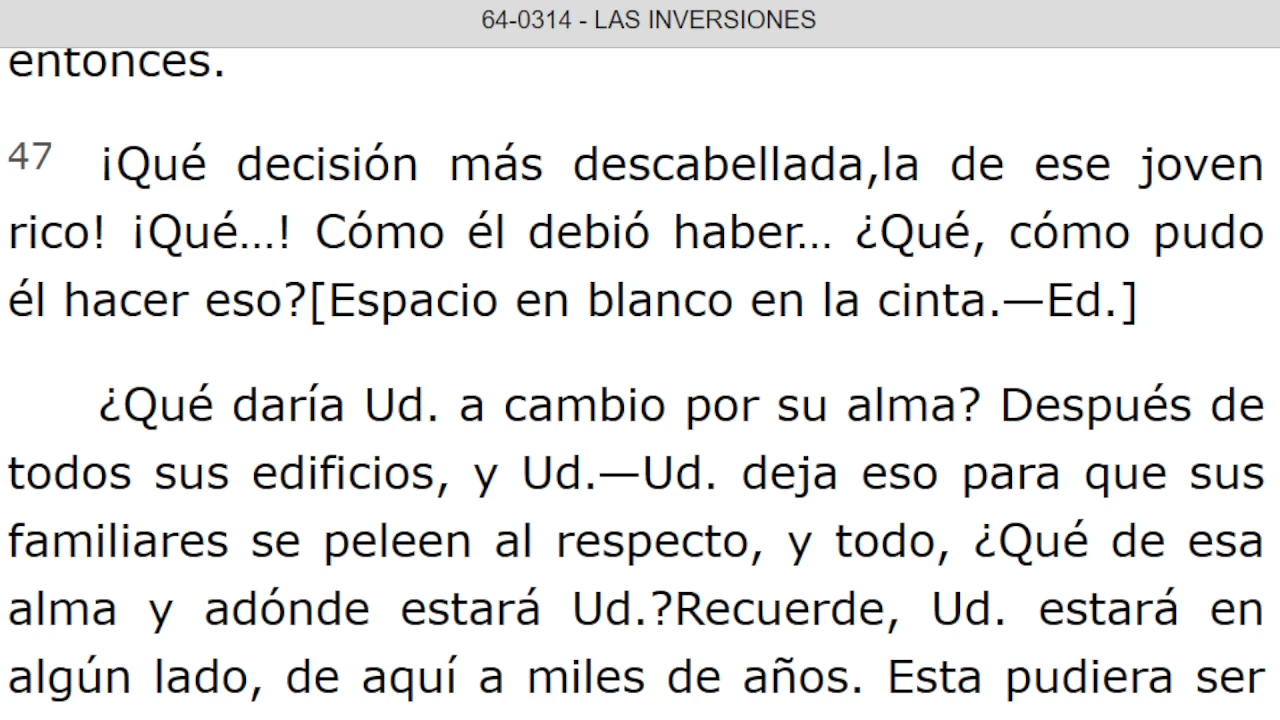 64-0314 - LAS INVERSIONES
entonces.
47 ¡Qué decisión más descabellada,la de ese joven
rico! ¡Qué...! Cómo él debió haber... ¿Qué, cómo pudo
él hacer eso?[Espacio en blanco en la cinta.—Ed.]
¿Qué daría Ud. a cambio por su alma? Después de
todos sus edificios, y Ud.—Ud. deja eso para que sus
familiares se peleen al respecto, y todo, ¿Qué de esa
alma y adónde estará Ud.?Recuerde, Ud. estará en
algún lado, de aquí a miles de años. Esta pudiera ser